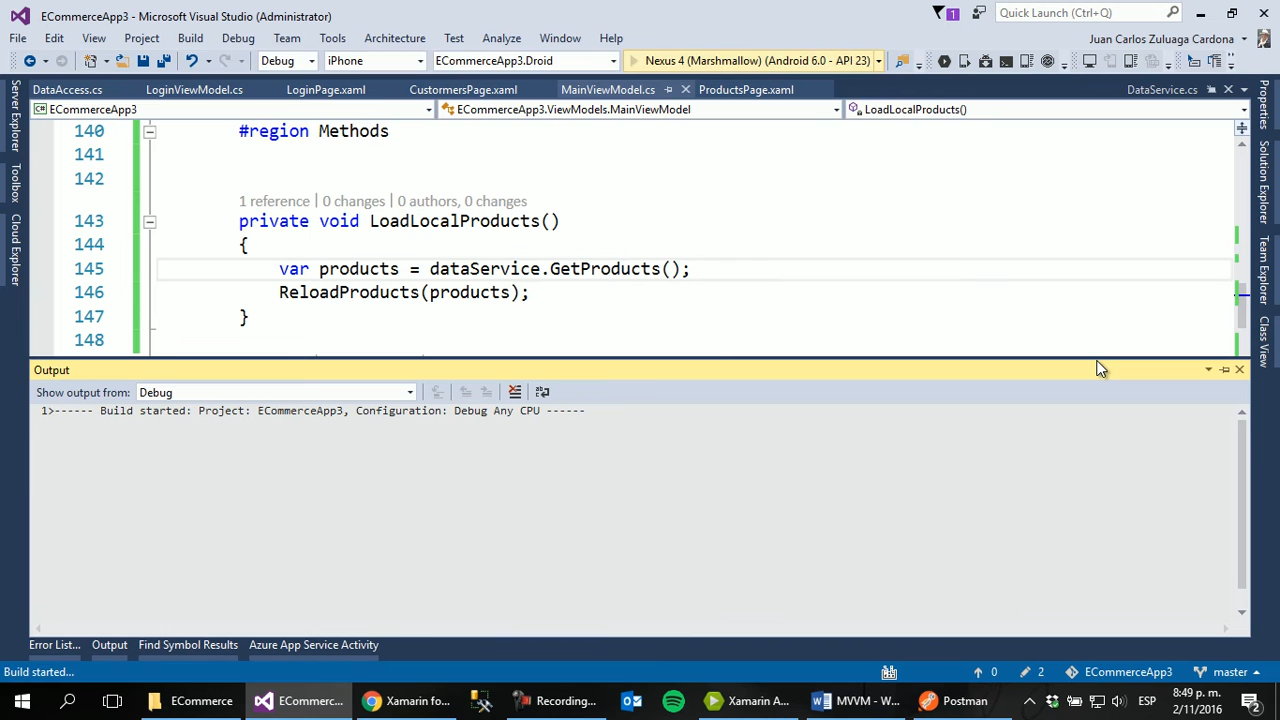 ECommerceApp3 - Microsoft Visual Studio (Administrator)
1
Quick Launch (Ctrl+Q)
File Edit View Project Build Debug Team Tools Architecture Test Analyze Window Help
Juan Carlos Zuluaga Cardona
Debug iPhone ECommerceApp3.Droid Nexus 4 (Marshmallow) (Android 6.0 - API 23)
DataAccess.cs LoginViewModel.cs LoginPage.xaml CustormersPage.xaml MainViewModel.cs ProductsPage.xaml DataService.cs
ECommerceApp3 ECommerceApp3.ViewModels.MainViewModel LoadLocalProducts()
Server Explorer
Toolbox
Cloud Explorer
140 #region Methods
141
142
1 reference | 0 changes | 0 authors, 0 changes
143 private void LoadLocalProducts()
144 {
145 var products = dataService.GetProducts();
146 ReloadProducts(products);
147 }
148
Properties
Solution Explorer
Team Explorer
Class View
Output
Show output from: Debug
1>------ Build started: Project: ECommerceApp3, Configuration: Debug Any CPU ------
Error List... Output Find Symbol Results Azure App Service Activity
Build started... 0 2 ECommerceApp3 master
ECommerce ECommerc... Xamarin fo... Recording... Xamarin A... MVVM - W... Postman ESP 8:49 p. m.
2/11/2016
2